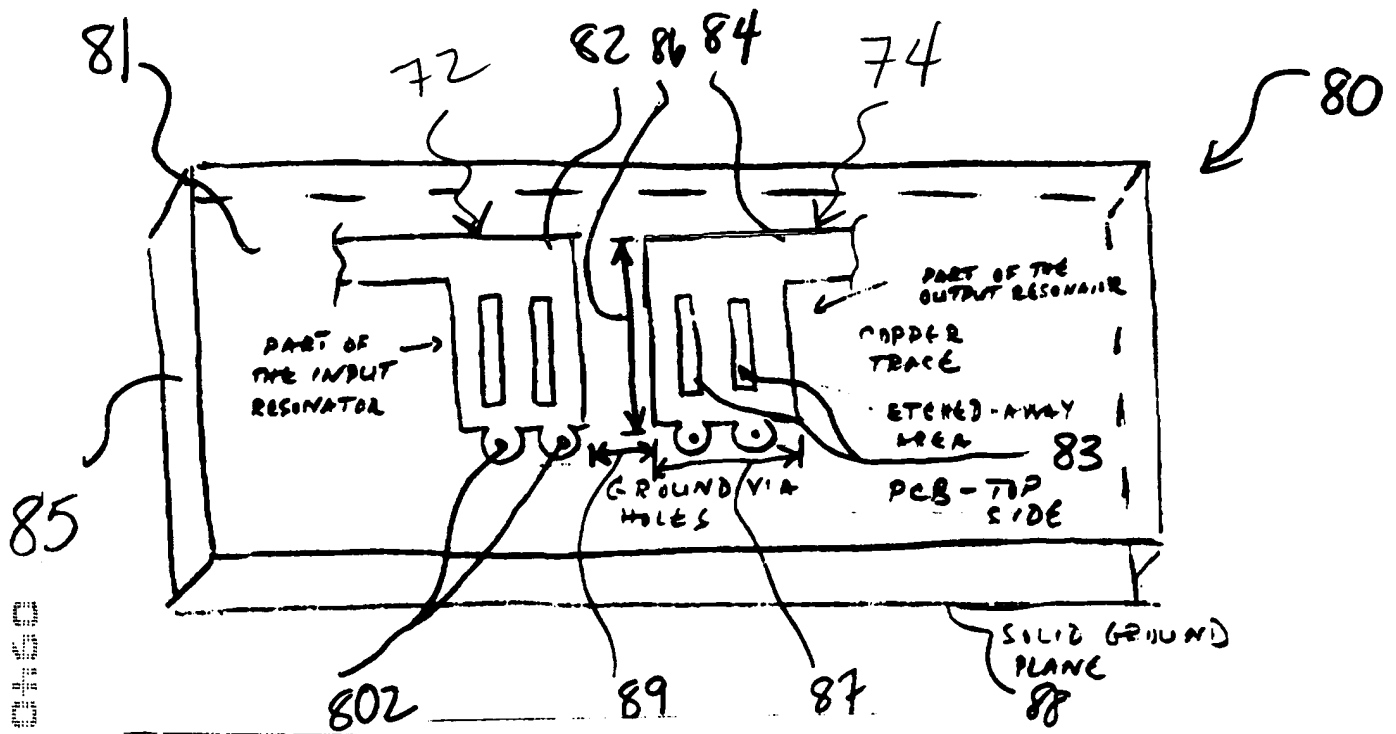 81
72
82 86 84
74
80
PART OF THE
OUTPUT RESONATOR
PART OF
THE INPUT
RESONATOR
COPPER
TRACE
ETCHED-AWAY
AREA
83
GROUND VIA
HOLES
PCB-TOP
SIDE
85
SOLID GROUND
PLANE
88
802
89
87